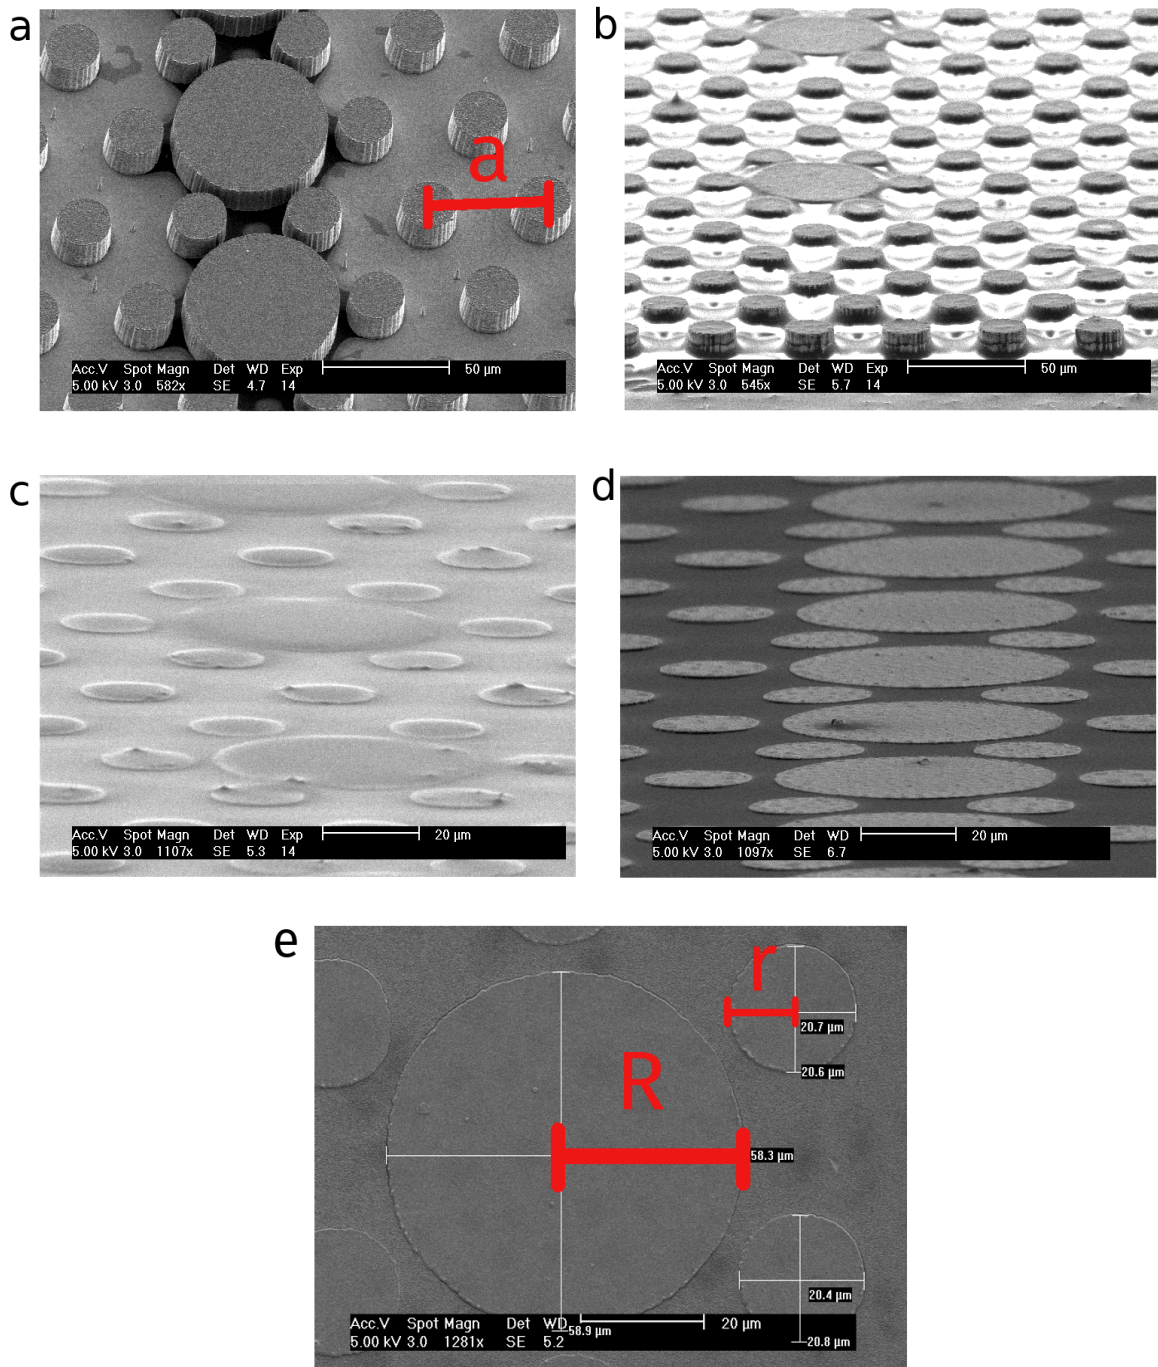 a
a
Acc.V Spot Magn Det WD Exp 50 µm
5.00 kV 3.0 582x SE 4.7 14
b
Acc.V Spot Magn Det WD Exp 50 µm
5.00 kV 3.0 545x SE 5.7 14
c
Acc.V Spot Magn Det WD Exp 20 µm
5.00 kV 3.0 1107x SE 5.3 14
d
Acc.V Spot Magn Det WD 20 µm
5.00 kV 3.0 1097x SE 6.7
e
r
20.7 µm
20.6 µm
R
58.3 µm
20.4 µm
Acc.V Spot Magn Det WD 20 µm
5.00 kV 3.0 1281x SE 5.2
58.9 µm
20.8 µm